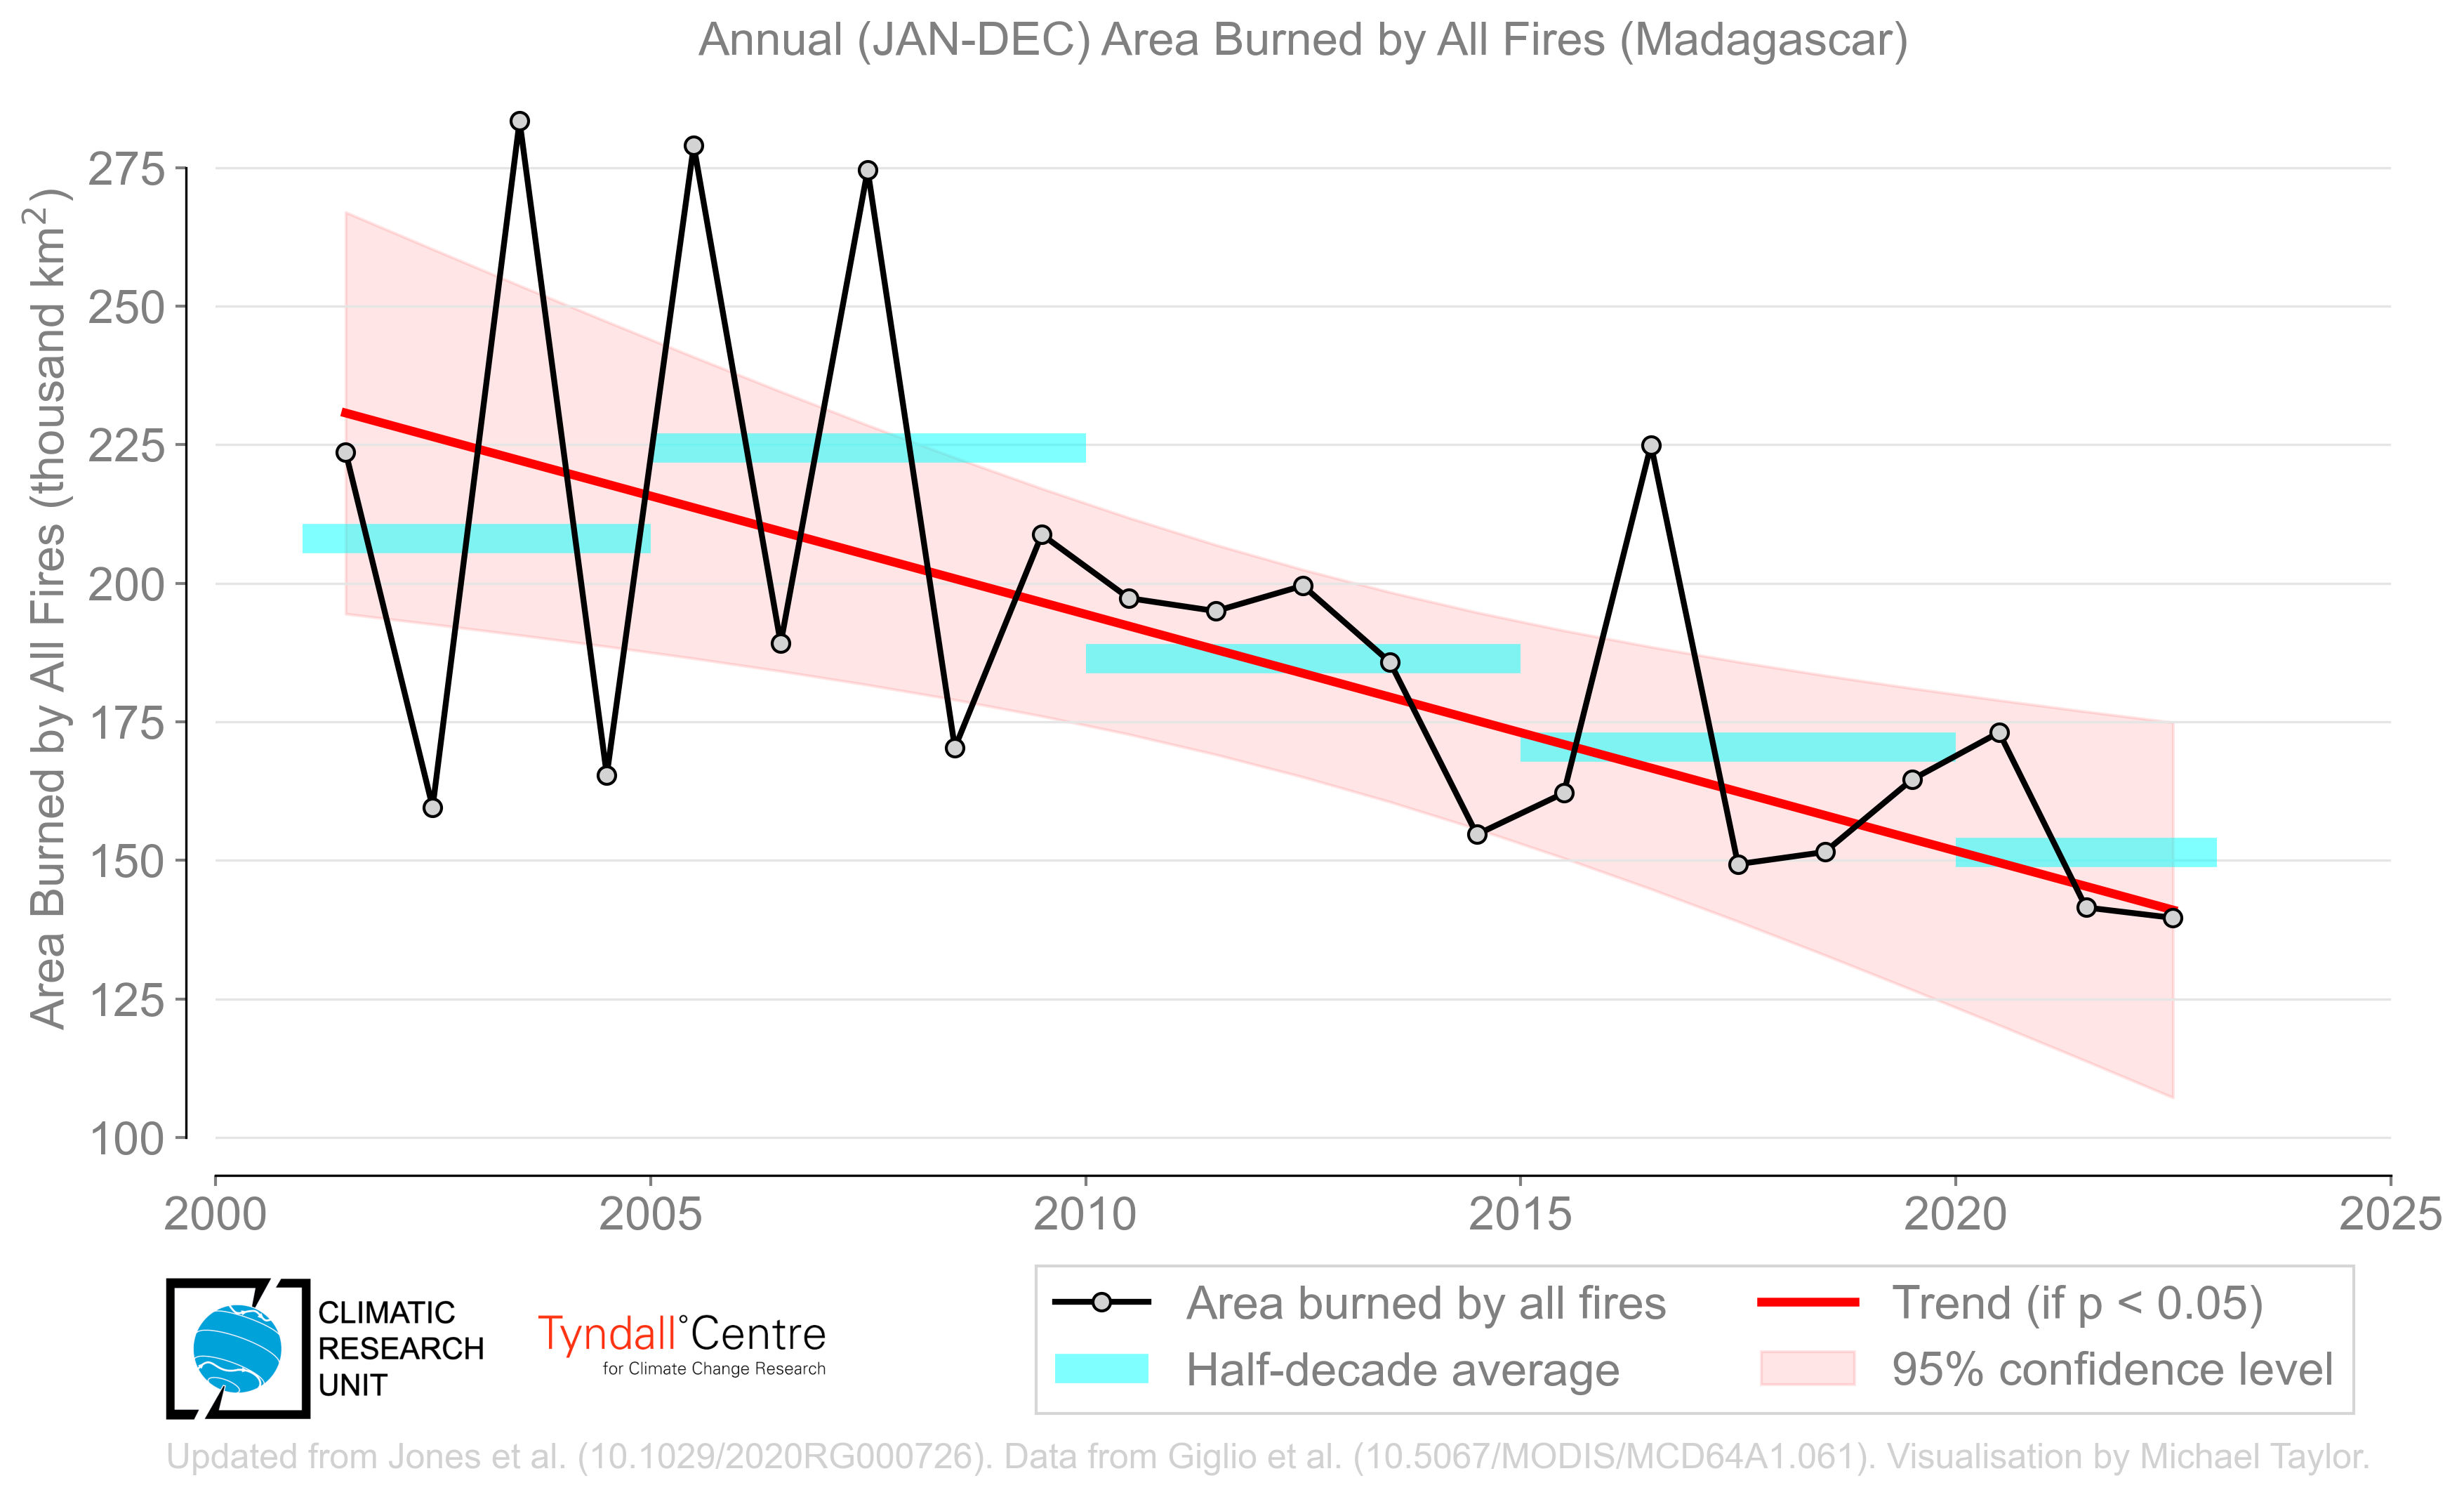 Annual (JAN-DEC) Area Burned by All Fires (Madagascar)
Area Burned by All Fires (thousand km²)
275
250
225
200
175
150
125
100
2000 2005 2010 2015 2020 2025
CLIMATIC
RESEARCH
UNIT
Tyndall°Centre
for Climate Change Research
Area burned by all fires
Half-decade average
Trend (if p < 0.05)
95% confidence level
Updated from Jones et al. (10.1029/2020RG000726). Data from Giglio et al. (10.5067/MODIS/MCD64A1.061). Visualisation by Michael Taylor.